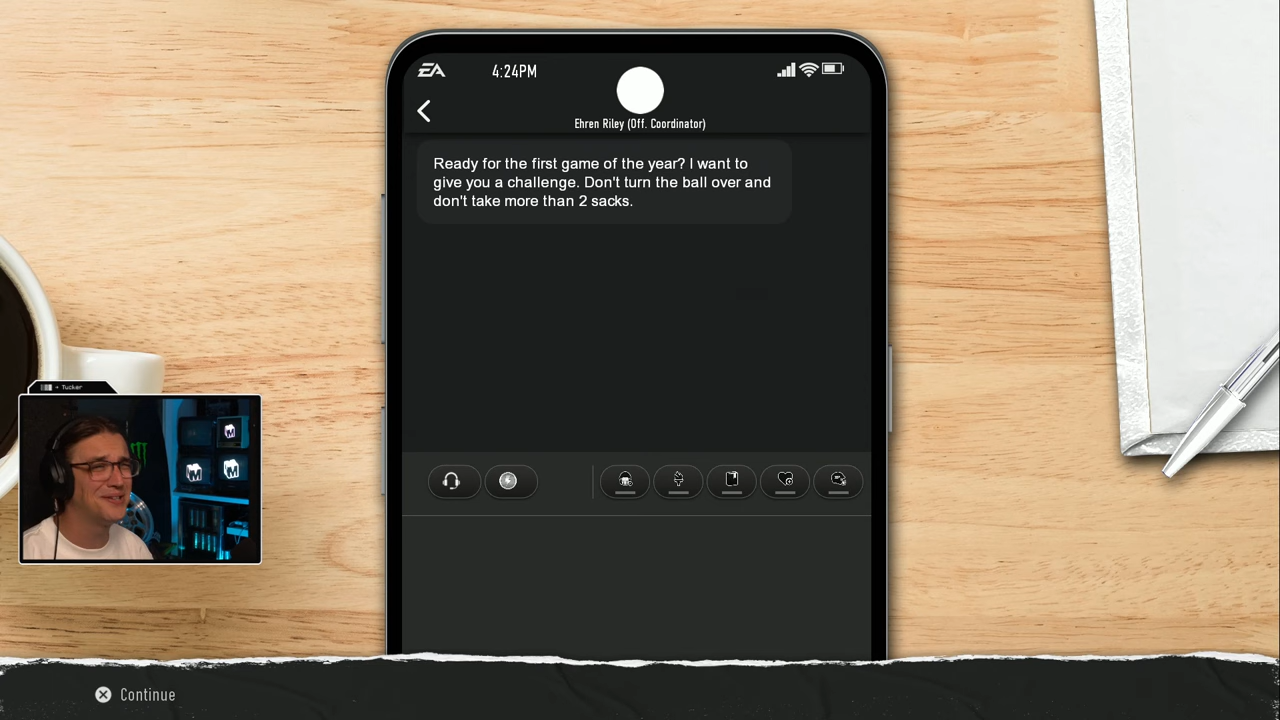 EA
4:24PM
Ehren Riley (Off. Coordinator)
Ready for the first game of the year? I want to
give you a challenge. Don't turn the ball over and
don't take more than 2 sacks.
+ Tucker
Continue